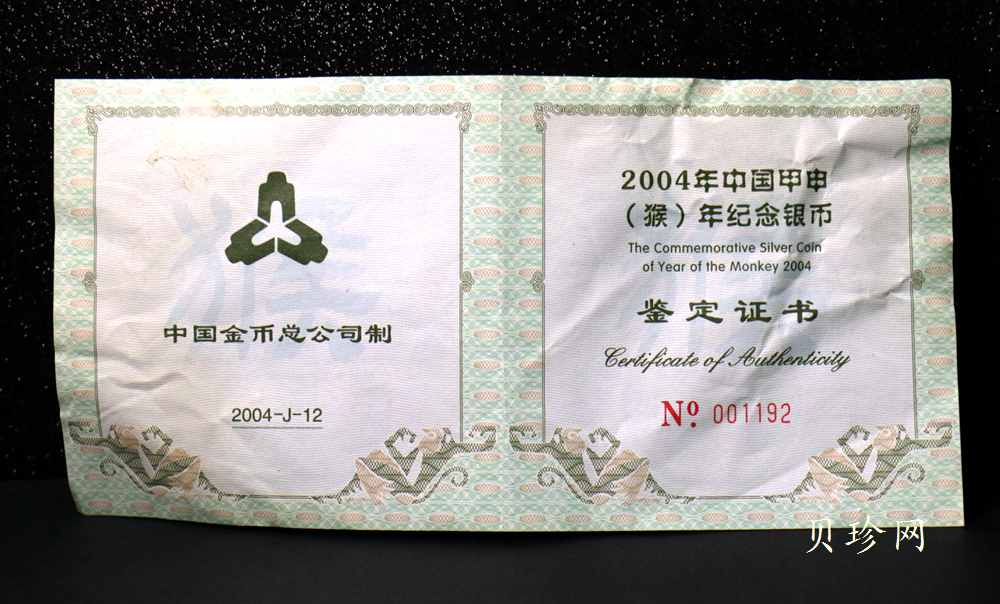 中国金币总公司制
2004-J-12
2004年中国甲申
（猴）年纪念银币
The Commemorative Silver Coin
of Year of the Monkey 2004
鉴定证书
Certificate of Authenticity
Nº. 001192
猴
贝珍网